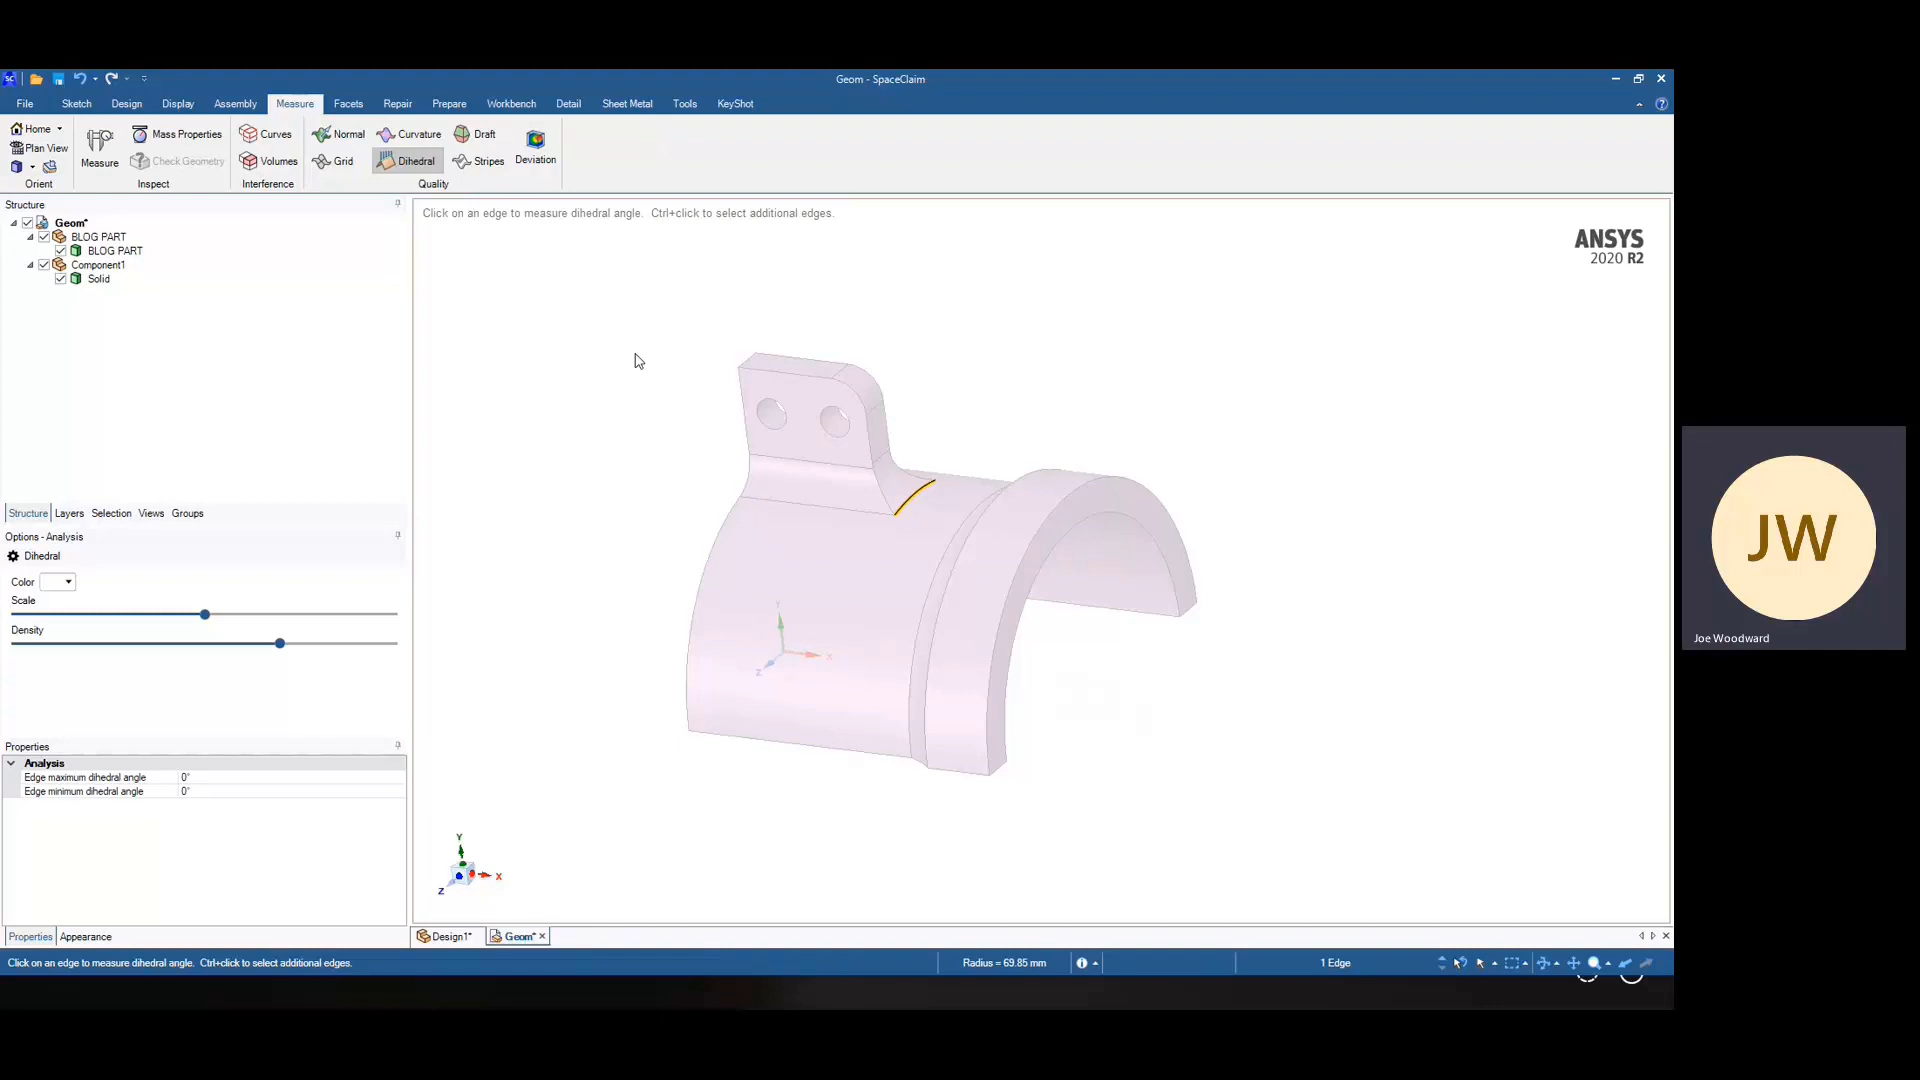 Geom - SpaceClaim
File Sketch Design Display Assembly Measure Facets Repair Prepare Workbench Detail Sheet Metal Tools KeyShot
Home
Plan View
Orient
Measure
Mass Properties
Check Geometry
Inspect
Curves
Volumes
Interference
Normal Curvature Draft
Grid Dihedral Stripes
Deviation
Quality
Structure
Geom*
BLOG PART
BLOG PART
Component1
Solid
Structure Layers Selection Views Groups
Options - Analysis
Dihedral
Color
Scale
Density
Properties
Analysis
Edge maximum dihedral angle 0°
Edge minimum dihedral angle 0°
Properties Appearance
Click on an edge to measure dihedral angle. Ctrl+click to select additional edges.
ANSYS
2020 R2
Y
X
Z
Y
X
Z
Design1*
Geom*
Click on an edge to measure dihedral angle. Ctrl+click to select additional edges.
Radius = 69.85 mm
1 Edge
JW
Joe Woodward